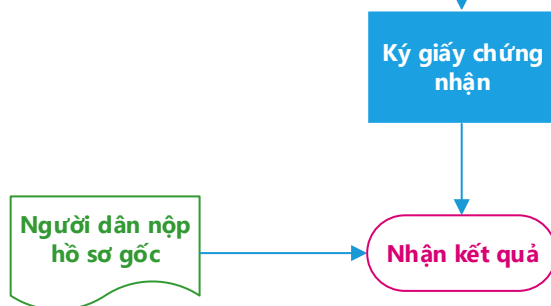 Ký giấy chứng
nhận
Người dân nộp
hồ sơ gốc
Nhận kết quả